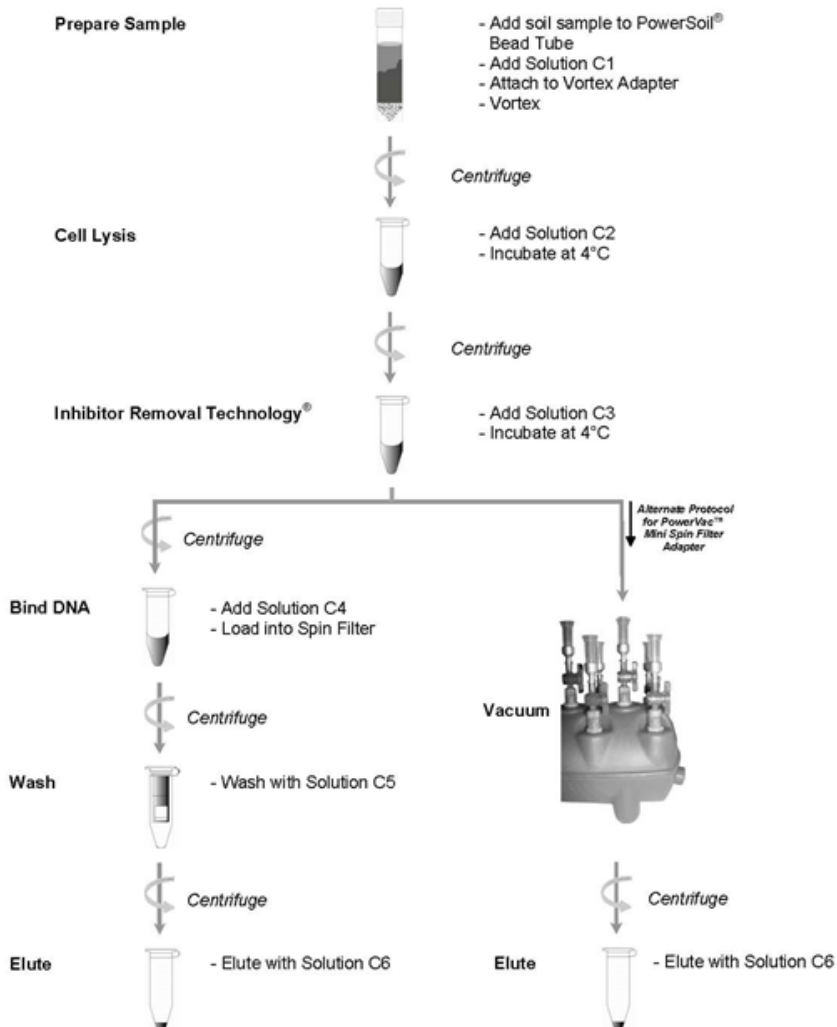 Prepare Sample
- Add soil sample to PowerSoil®
Bead Tube
- Add Solution C1
- Attach to Vortex Adapter
- Vortex
Centrifuge
Cell Lysis
- Add Solution C2
- Incubate at 4°C
Centrifuge
Inhibitor Removal Technology®
- Add Solution C3
- Incubate at 4°C
Centrifuge
Alternate Protocol
for PowerVac™
Mini Spin Filter
Adapter
Bind DNA
- Add Solution C4
- Load into Spin Filter
Centrifuge
Vacuum
Wash
- Wash with Solution C5
Centrifuge
Centrifuge
Elute
- Elute with Solution C6
Elute
- Elute with Solution C6